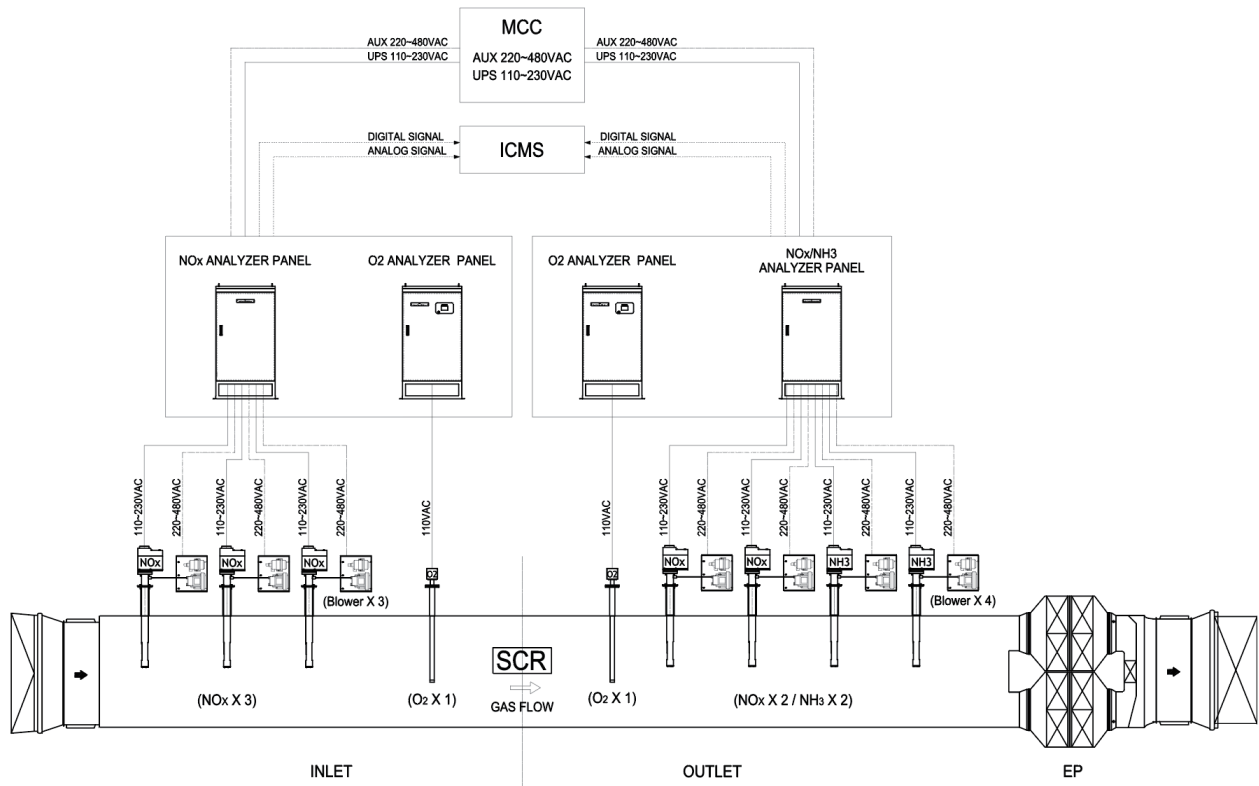 MCC
AUX 220~480VAC
UPS 110~230VAC
AUX 220~480VAC
UPS 110~230VAC
AUX 220~480VAC
UPS 110~230VAC
DIGITAL SIGNAL
ANALOG SIGNAL
ICMS
DIGITAL SIGNAL
ANALOG SIGNAL
NOx ANALYZER PANEL
O2 ANALYZER PANEL
O2 ANALYZER PANEL
NOx/NH3
ANALYZER PANEL
110~230VAC
220~480VAC
110~230VAC
220~480VAC
110~230VAC
220~480VAC
110VAC
110VAC
110~230VAC
220~480VAC
110~230VAC
220~480VAC
110~230VAC
220~480VAC
110~230VAC
220~480VAC
NOx
NOx
NOx
O2
O2
NOx
NOx
NH3
NH3
(Blower X 3)
(Blower X 4)
SCR
GAS FLOW
(NOx X 3)
(O2 X 1)
(O2 X 1)
(NOx X 2 / NH3 X 2)
INLET
OUTLET
EP